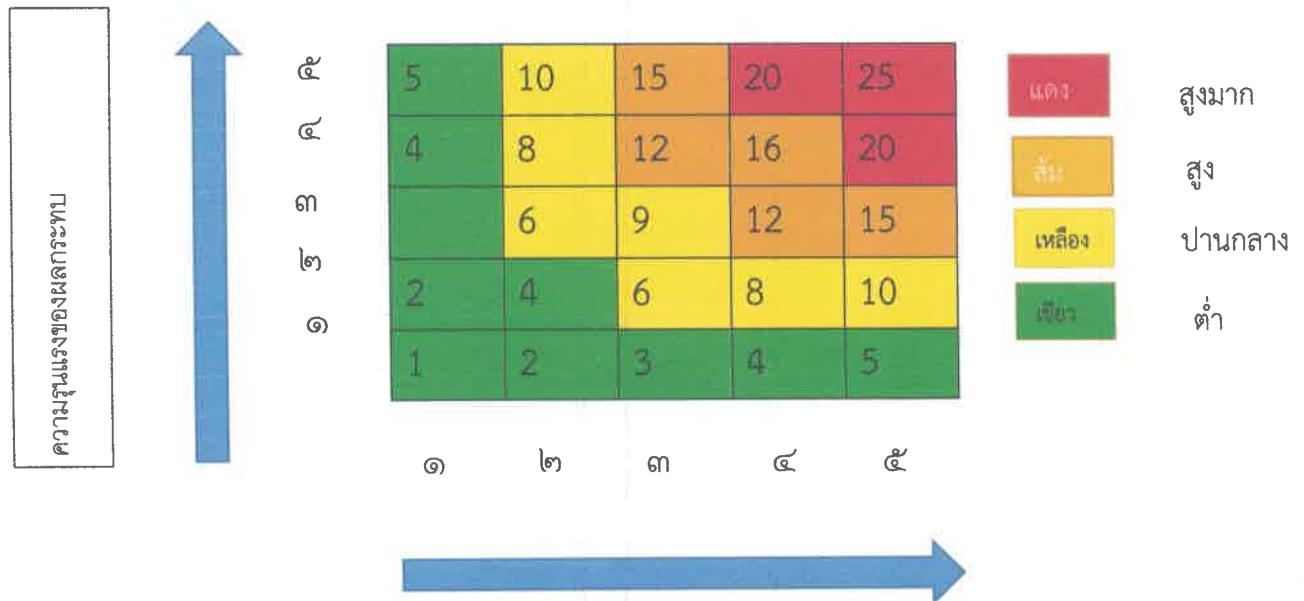 ความรุนแรงของผลกระทบ
๕ 5 10 15 20 25
๔ 4 8 12 16 20
๓ 6 9 12 15
๒ 2 4 6 8 10
๑ 1 2 3 4 5
๑ ๒ ๓ ๔ ๕
แดง สูงมาก
ส้ม สูง
เหลือง ปานกลาง
เขียว ต่ำ